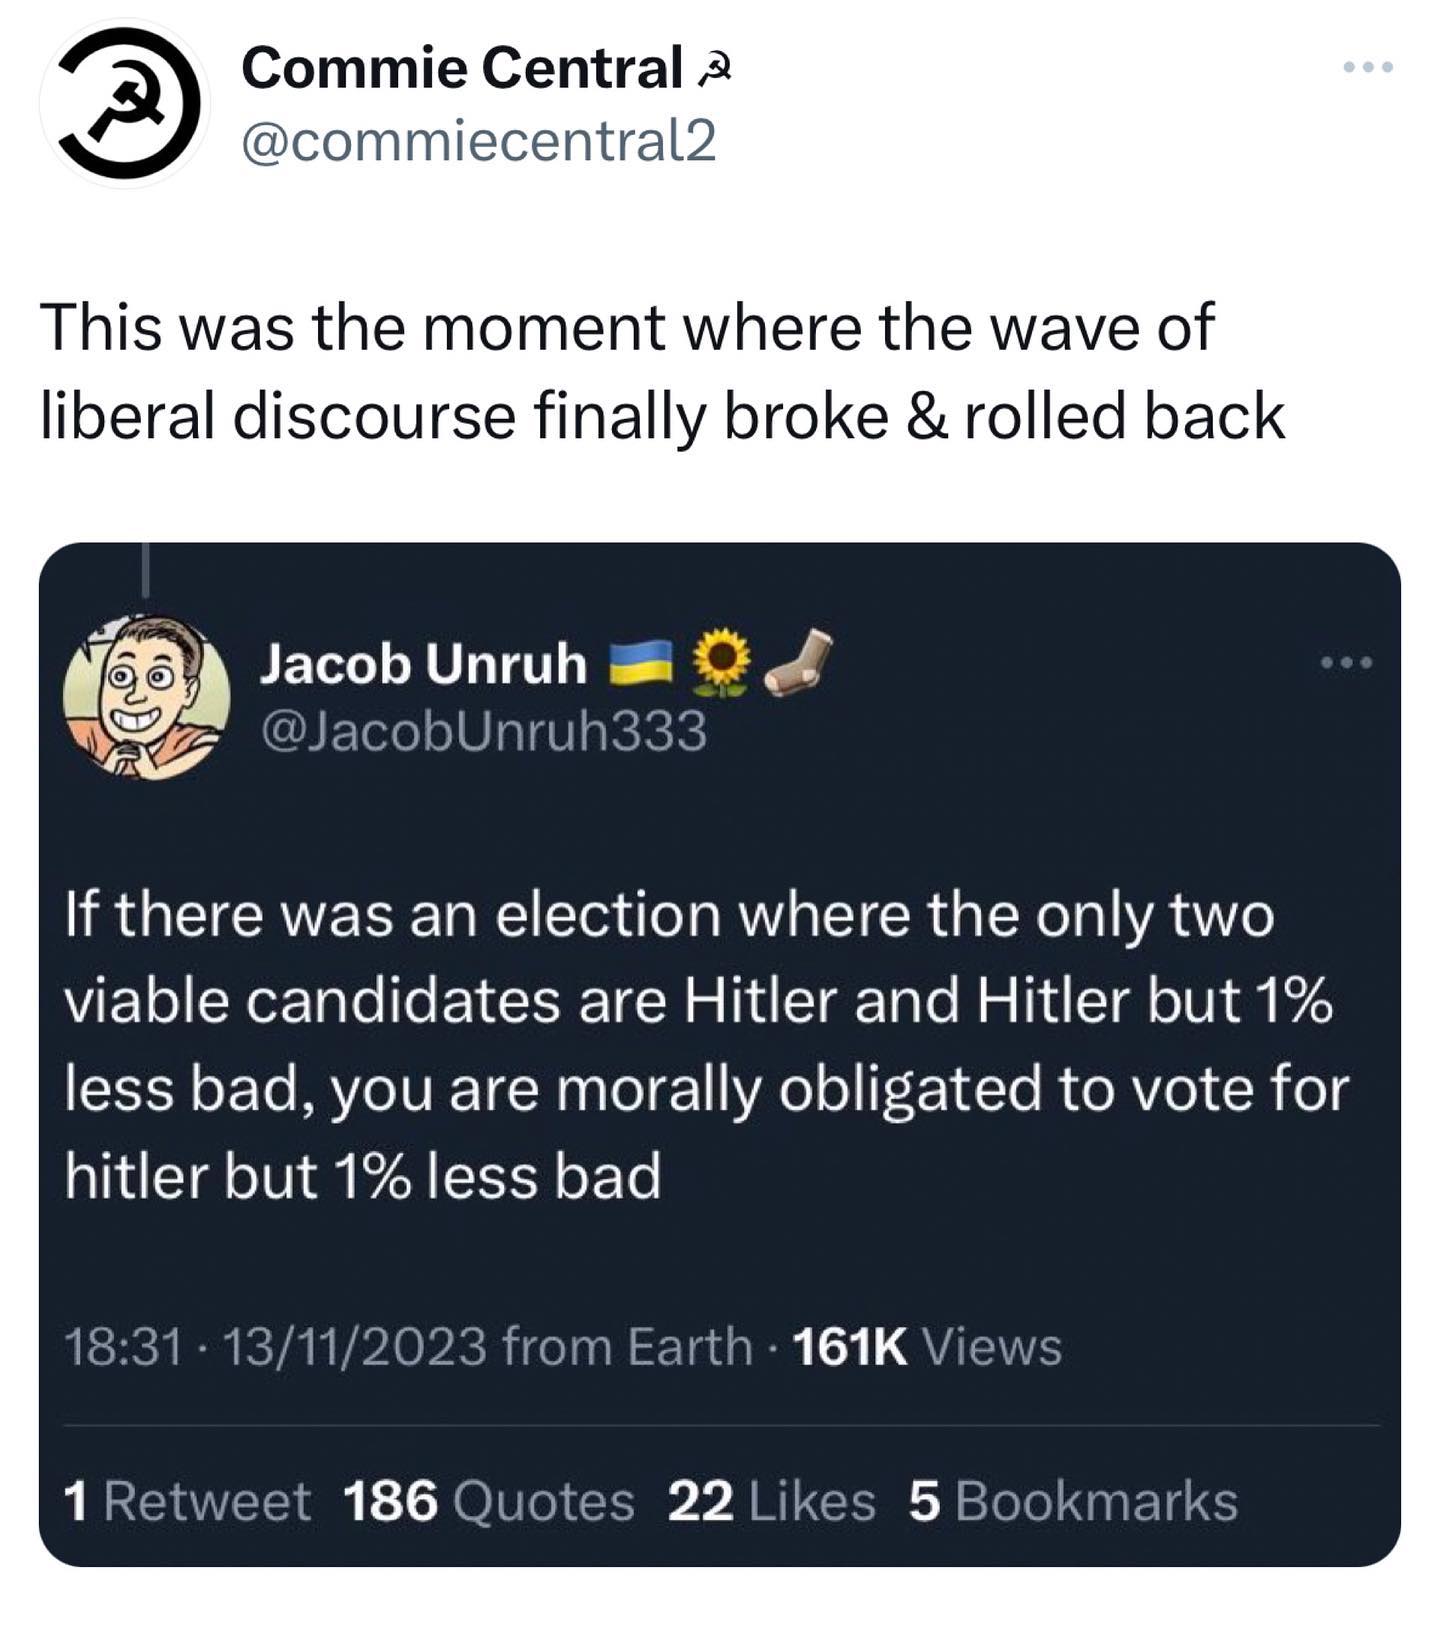 Commie Central ☭
@commiecentral2
This was the moment where the wave of
liberal discourse finally broke & rolled back
Jacob Unruh 🇺🇦🌻🧦
@JacobUnruh333
If there was an election where the only two
viable candidates are Hitler and Hitler but 1%
less bad, you are morally obligated to vote for
hitler but 1% less bad
18:31 · 13/11/2023 from Earth · 161K Views
1 Retweet 186 Quotes 22 Likes 5 Bookmarks